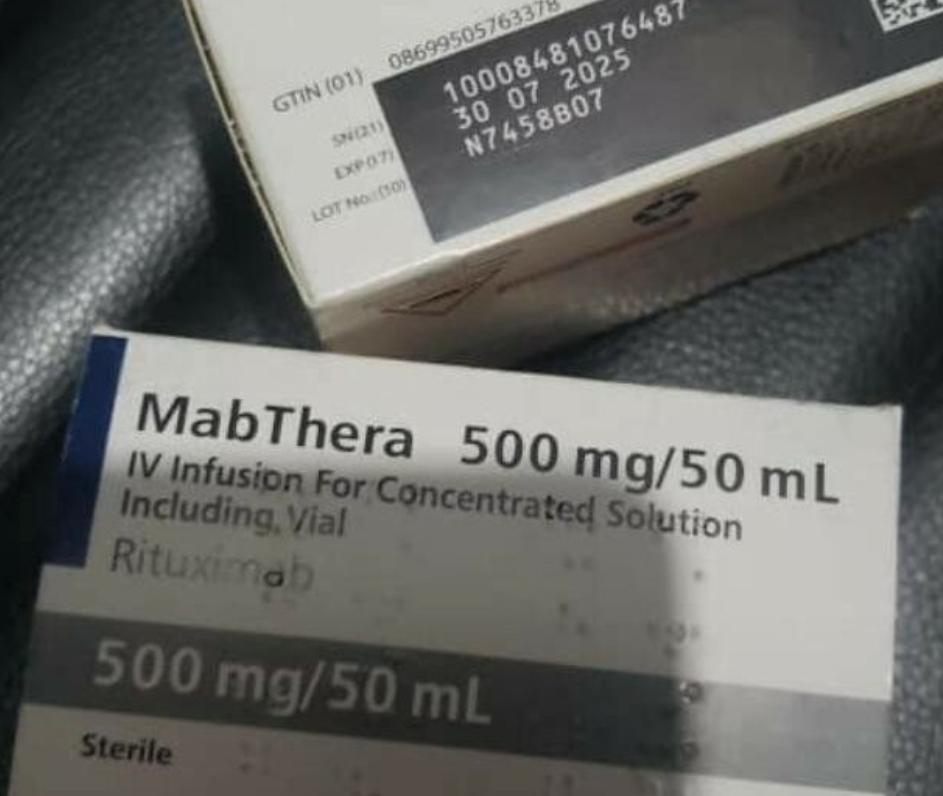 GTIN (01) 08699505763378
SN(21) 10008481076487
EXP(17) 30 07 2025
LOT No.:(10) N7458B07
MabThera 500 mg/50 mL
IV Infusion For Concentrated Solution
Including Vial
Rituximab
500 mg/50 mL
Sterile